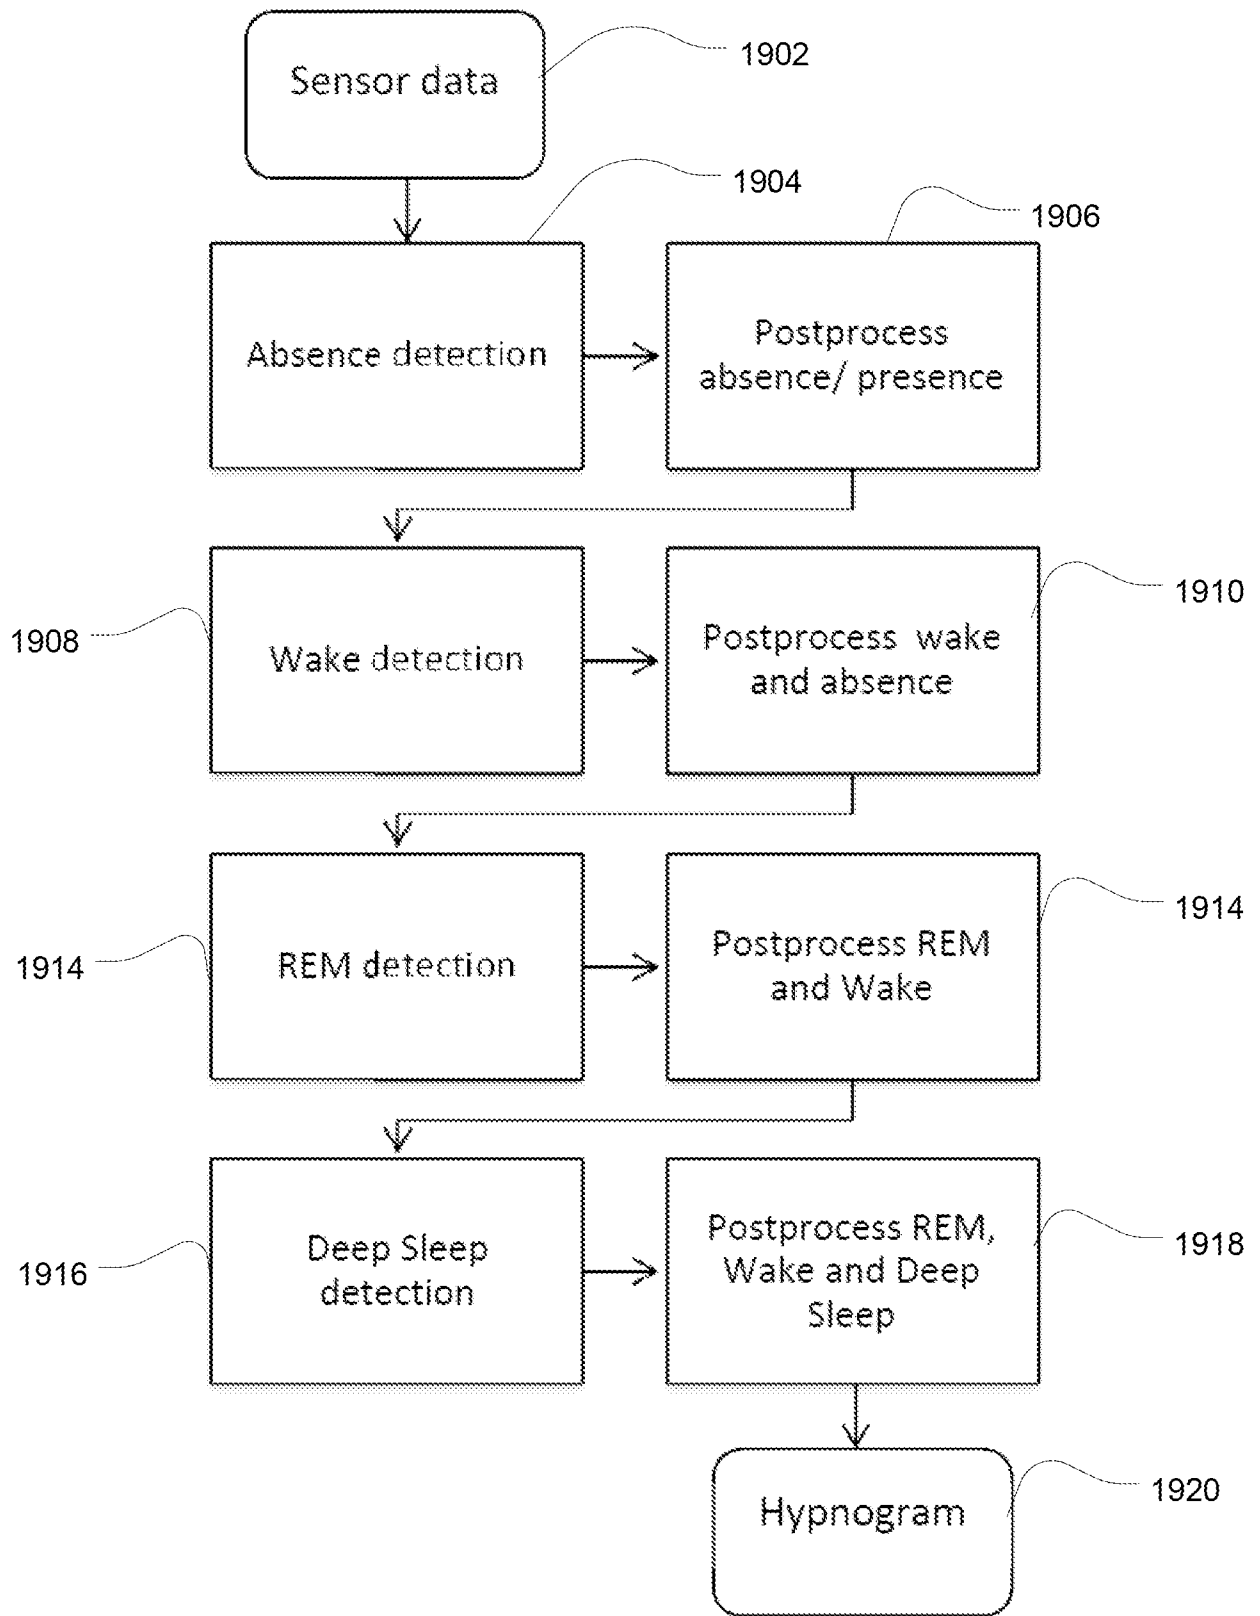 Sensor data
1902
1904
1906
Absence detection
Postprocess
absence/ presence
1908
Wake detection
1910
Postprocess wake
and absence
1914
REM detection
1914
Postprocess REM
and Wake
1916
Deep Sleep
detection
1918
Postprocess REM,
Wake and Deep
Sleep
1920
Hypnogram